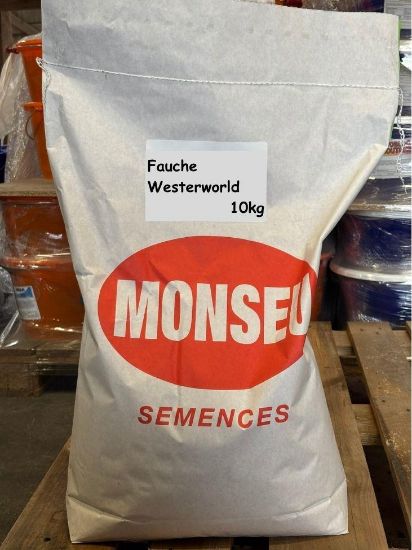 Fauche
Westerworld
10kg
MONSEU
SEMENCES